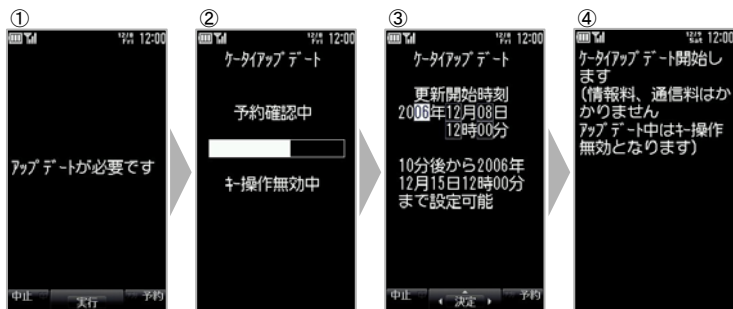 ①
12/8 Fri 12:00
アップデートが必要です
中止
実行
予約
②
12/8 Fri 12:00
ケータイアップデート
予約確認中
キー操作無効中
③
12/8 Fri 12:00
ケータイアップデート
更新開始時刻
2006年12月08日
12時00分
10分後から2006年
12月15日12時00分
まで設定可能
中止
決定
予約
④
Sat 12:00
ケータイアップデート開始し
ます
(情報料、通信料はか
かりません
アップデート中はキー操作
無効となります)